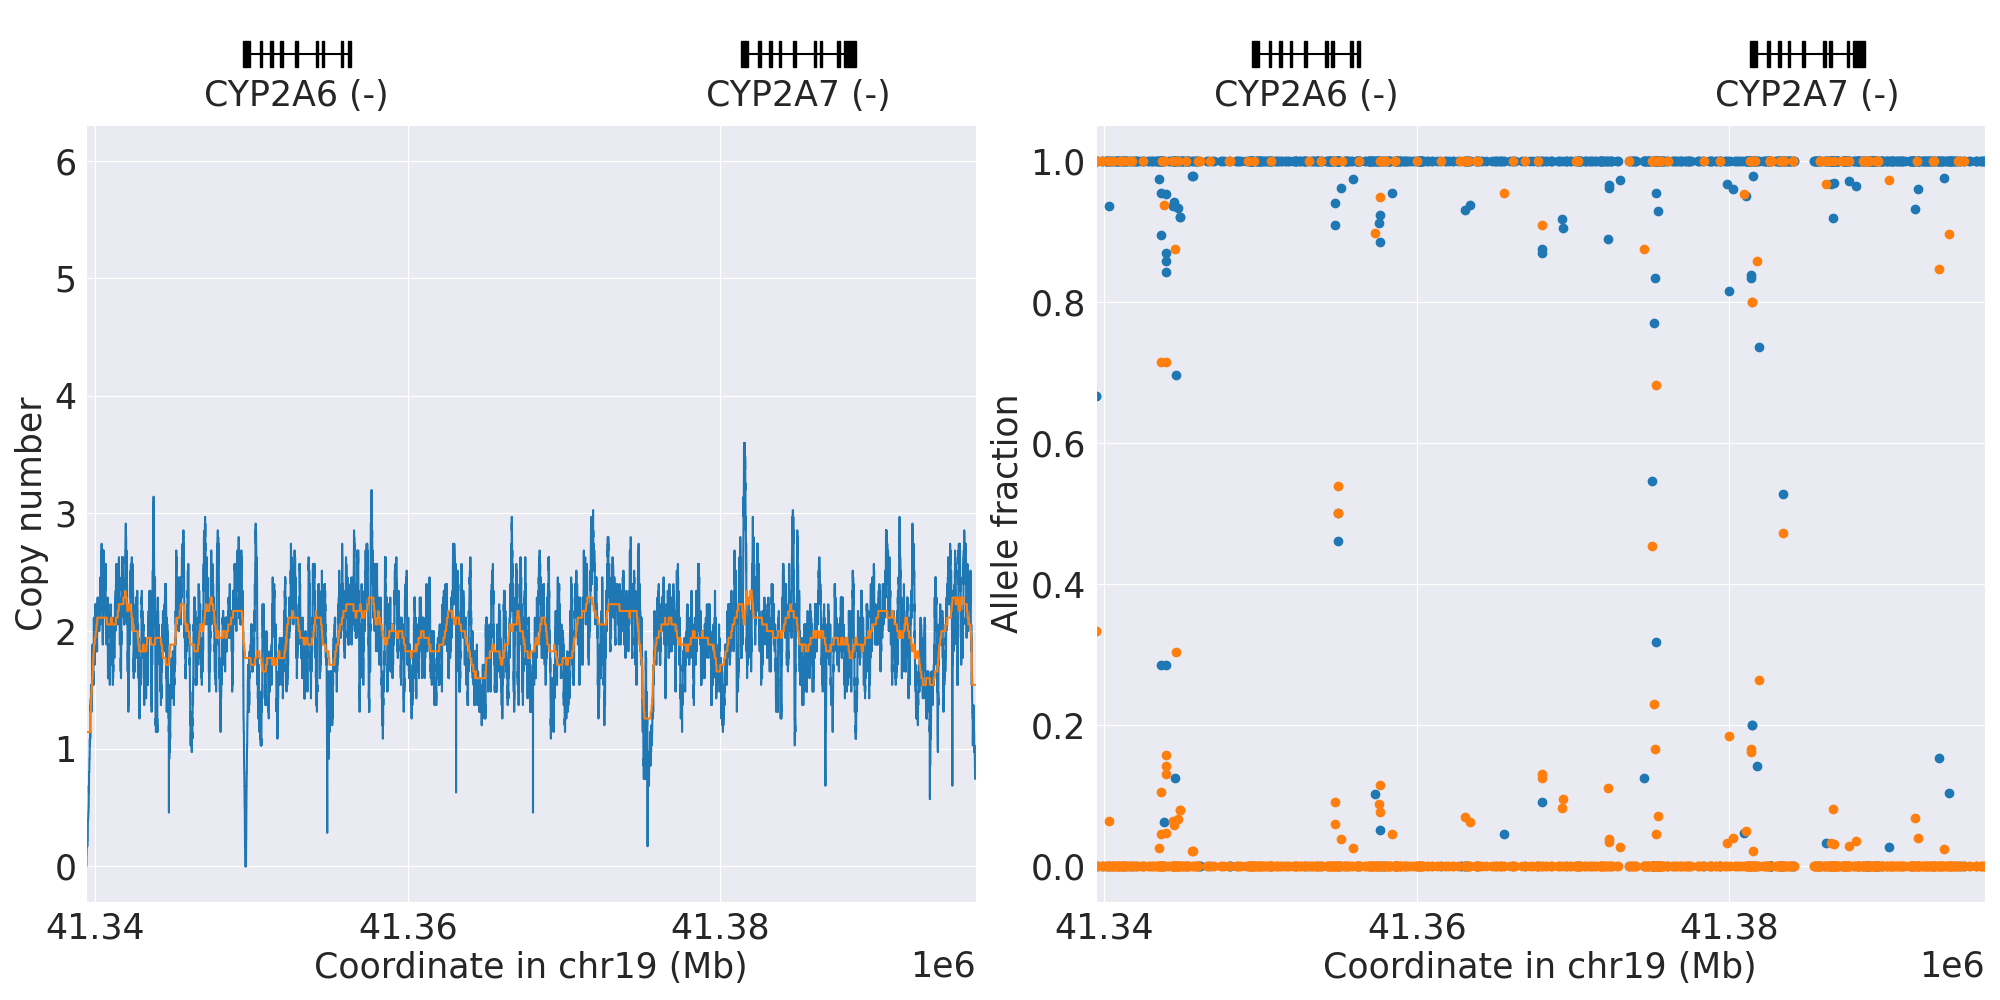 CYP2A6 (-)
CYP2A7 (-)
6
5
4
3
2
1
0
Copy number
41.34
41.36
41.38
Coordinate in chr19 (Mb)
1e6
CYP2A6 (-)
CYP2A7 (-)
1.0
0.8
0.6
0.4
0.2
0.0
Allele fraction
41.34
41.36
41.38
Coordinate in chr19 (Mb)
1e6